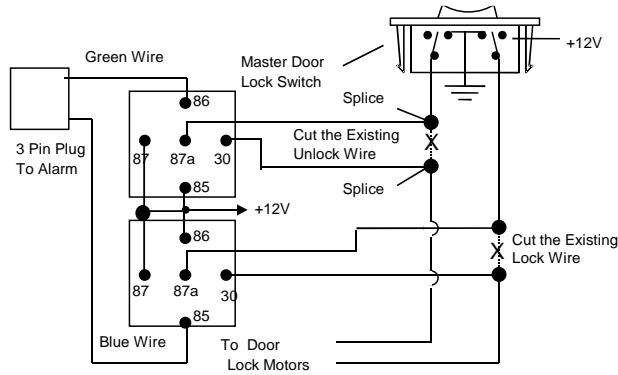 Green Wire
Master Door
Lock Switch
+12V
86
Splice
3 Pin Plug
To Alarm
87
87a
30
Cut the Existing
Unlock Wire
X
85
Splice
+12V
86
Cut the Existing
Lock Wire
X
87
87a
30
85
Blue Wire
To Door
Lock Motors